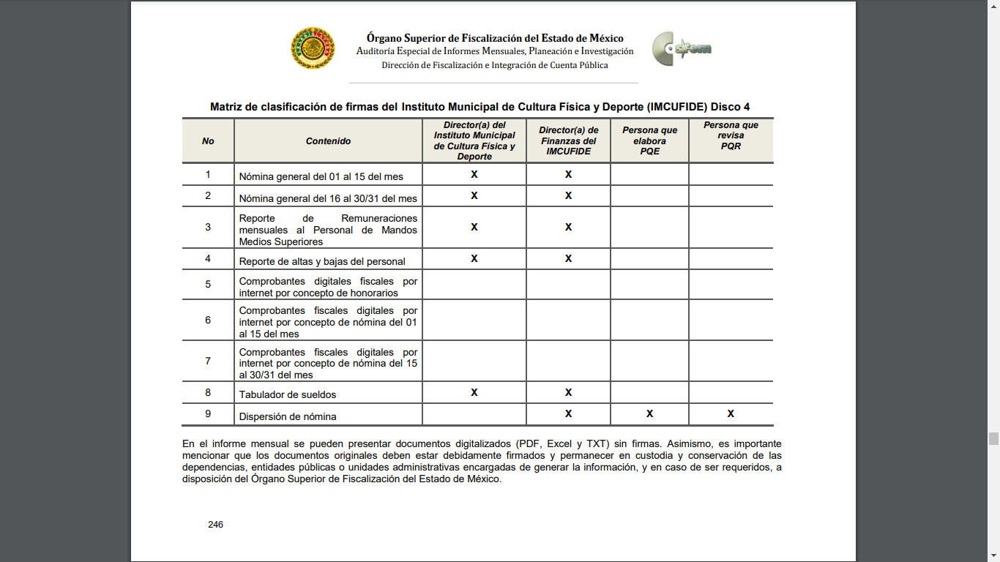 Órgano Superior de Fiscalización del Estado de México
Auditoría Especial de Informes Mensuales, Planeación e Investigación
Dirección de Fiscalización e Integración de Cuenta Pública
osfem
Matriz de clasificación de firmas del Instituto Municipal de Cultura Física y Deporte (IMCUFIDE) Disco 4
No
Contenido
Director(a) del
Instituto Municipal
de Cultura Física y
Deporte
Director(a) de
Finanzas del
IMCUFIDE
Persona que
elabora
PQE
Persona que
revisa
PQR
1 Nómina general del 01 al 15 del mes X X
2 Nómina general del 16 al 30/31 del mes X X
Reporte de Remuneraciones
3 mensuales al Personal de Mandos X X
Medios Superiores
4 Reporte de altas y bajas del personal X X
5 Comprobantes digitales fiscales por
internet por concepto de honorarios
Comprobantes fiscales digitales por
6 internet por concepto de nómina del 01
al 15 del mes
Comprobantes fiscales digitales por
7 internet por concepto de nómina del 15
al 30/31 del mes
8 Tabulador de sueldos X X
9 Dispersión de nómina X X X
En el informe mensual se pueden presentar documentos digitalizados (PDF, Excel y TXT) sin firmas. Asimismo, es importante
mencionar que los documentos originales deben estar debidamente firmados y permanecer en custodia y conservación de las
dependencias, entidades públicas o unidades administrativas encargadas de generar la información, y en caso de ser requeridos, a
disposición del Órgano Superior de Fiscalización del Estado de México.
246